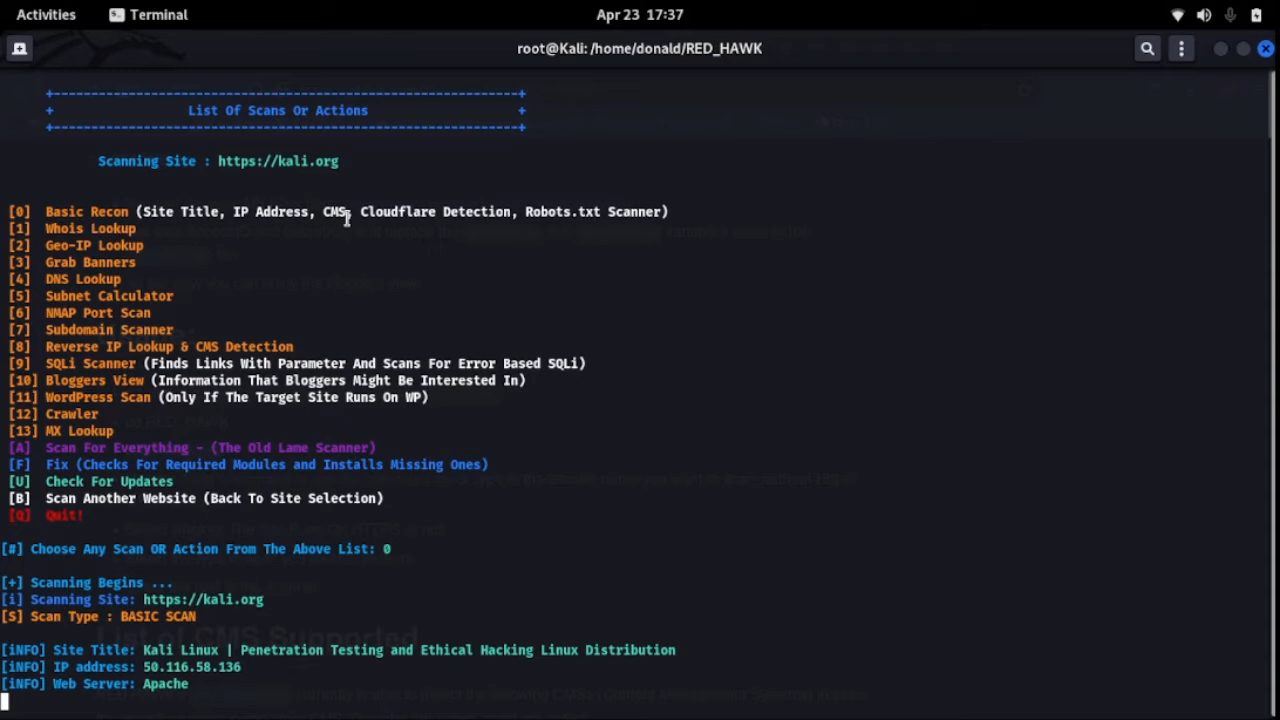 Activities
Terminal
Apr 23 17:37
root@Kali: /home/donald/RED_HAWK
+--------------------------------------------------------------+
+ List Of Scans Or Actions +
+--------------------------------------------------------------+
Scanning Site : https://kali.org
[0] Basic Recon (Site Title, IP Address, CMS, Cloudflare Detection, Robots.txt Scanner)
[1] Whois Lookup
[2] Geo-IP Lookup
[3] Grab Banners
[4] DNS Lookup
[5] Subnet Calculator
[6] NMAP Port Scan
[7] Subdomain Scanner
[8] Reverse IP Lookup & CMS Detection
[9] SQLi Scanner (Finds Links With Parameter And Scans For Error Based SQLi)
[10] Bloggers View (Information That Bloggers Might Be Interested In)
[11] WordPress Scan (Only If The Target Site Runs On WP)
[12] Crawler
[13] MX Lookup
[A] Scan For Everything - (The Old Lame Scanner)
[F] Fix (Checks For Required Modules and Installs Missing Ones)
[U] Check For Updates
[B] Scan Another Website (Back To Site Selection)
[Q] Quit!
[#] Choose Any Scan OR Action From The Above List: 0
[+] Scanning Begins ...
[i] Scanning Site: https://kali.org
[S] Scan Type : BASIC SCAN
[iNFO] Site Title: Kali Linux | Penetration Testing and Ethical Hacking Linux Distribution
[iNFO] IP address: 50.116.58.136
[iNFO] Web Server: Apache
List of CMS Supported